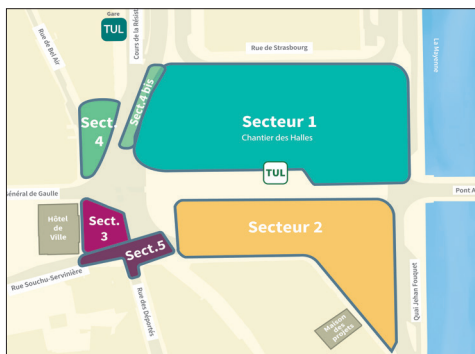 Gare
TUL
Rue de Bel Air
Cours de la Résist
Rue de Strasbourg
La Mayenne
Sect. 4 bis
Sect.
4
Secteur 1
Chantier des Halles
TUL
Général de Gaulle
Pont A
Hôtel
de
Ville
Sect.
3
Sect.5
Secteur 2
Rue Souchu-Servinière
Rue des Déportés
Maison
des
projets
Quai Jehan Fouquet